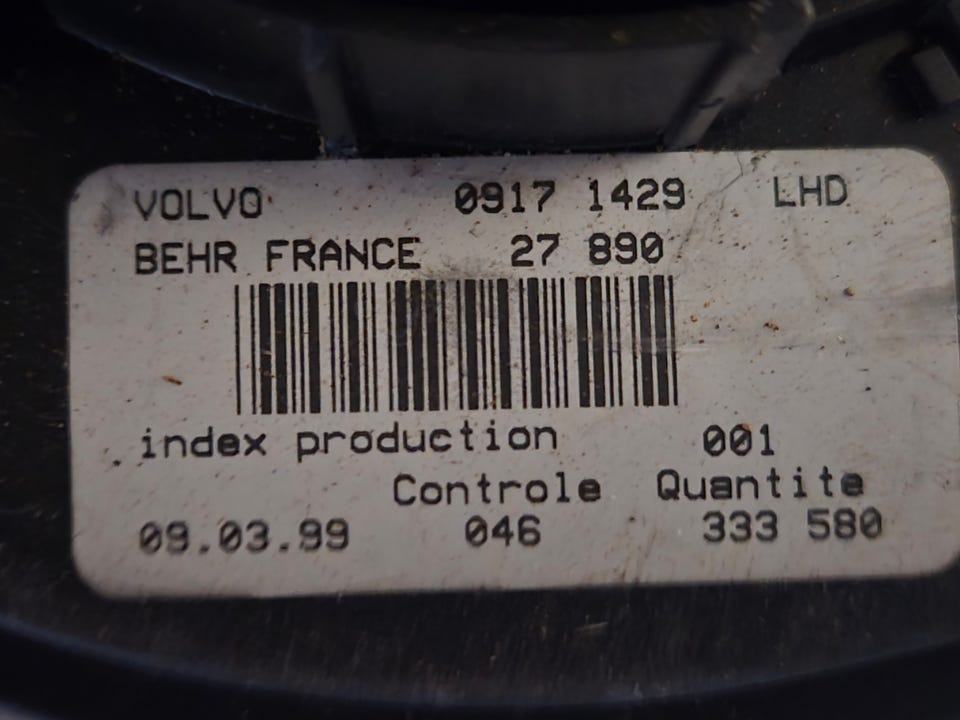 VOLVO 0917 1429 LHD
BEHR FRANCE 27 890
index production 001
Controle Quantite
09.03.99 046 333 580